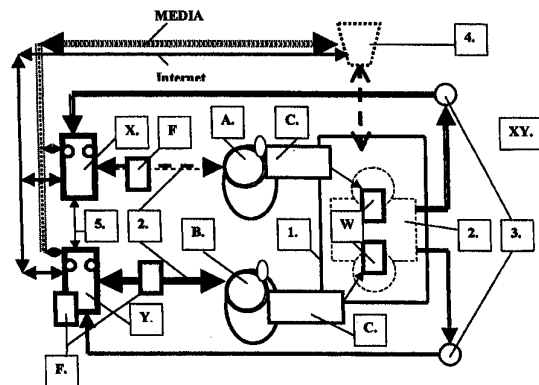 MEDIA
4.
Internet
X.
F
A.
C.
XY.
5.
2.
B.
1.
W
2.
3.
F.
Y.
C.